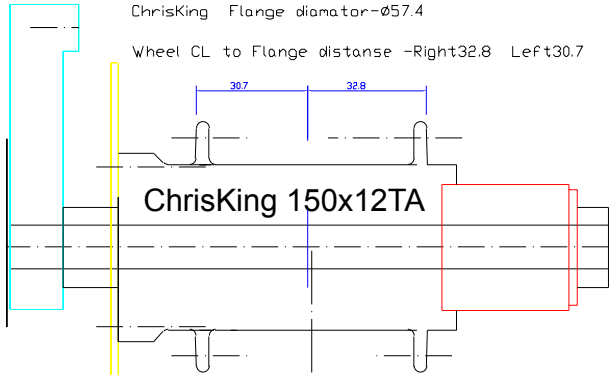 ChrisKing Flange diamator-ø57.4
Wheel CL to Flange distanse -Right32.8 Left30.7
30.7 32.8
ChrisKing 150x12TA